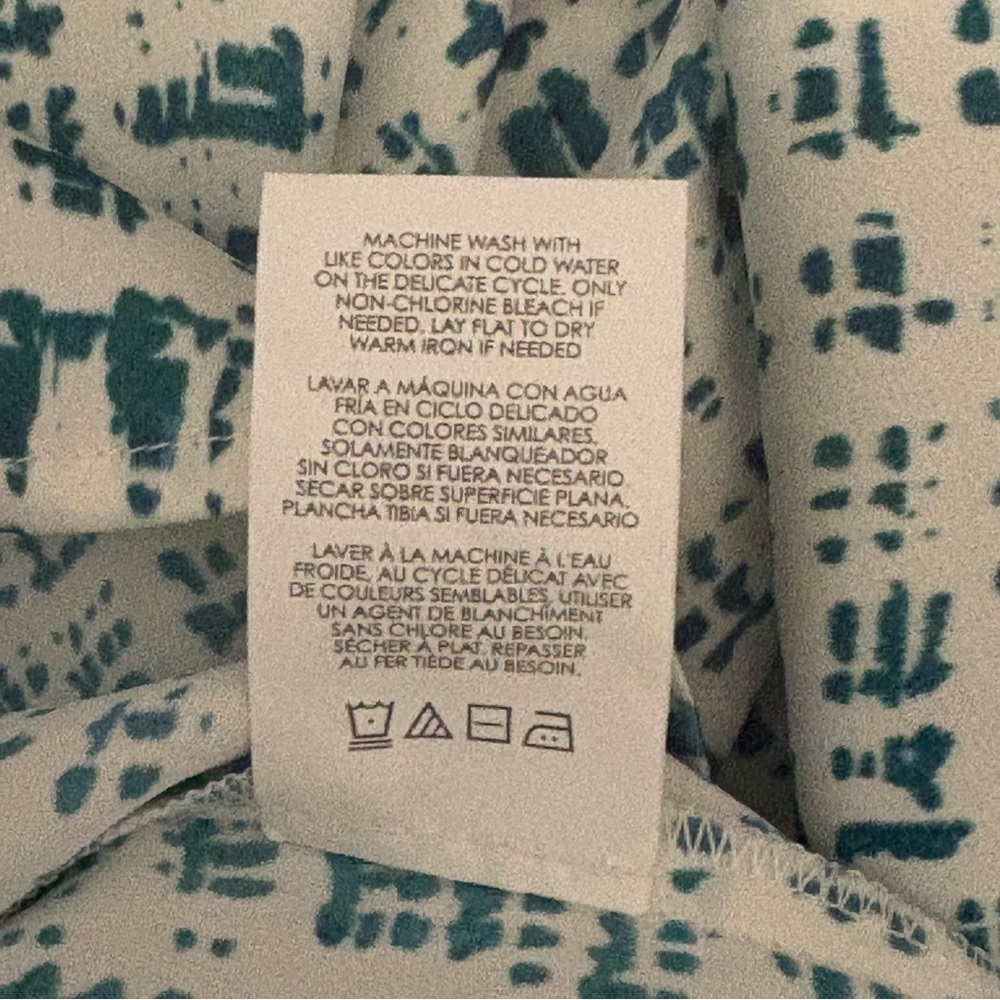 MACHINE WASH WITH
LIKE COLORS IN COLD WATER
ON THE DELICATE CYCLE. ONLY
NON-CHLORINE BLEACH IF
NEEDED. LAY FLAT TO DRY
WARM IRON IF NEEDED
LAVAR A MÁQUINA CON AGUA
FRÍA EN CICLO DELICADO
CON COLORES SIMILARES.
SOLAMENTE BLANQUEADOR
SIN CLORO SI FUERA NECESARIO
SECAR SOBRE SUPERFICIE PLANA.
PLANCHA TIBIA SI FUERA NECESARIO
LAVER À LA MACHINE À L'EAU
FROIDE, AU CYCLE DÉLICAT AVEC
DE COULEURS SEMBLABLES, UTILISER
UN AGENT DE BLANCHIMENT
SANS CHLORE AU BESOIN.
SÉCHER À PLAT. REPASSER
AU FER TIÈDE AU BESOIN.